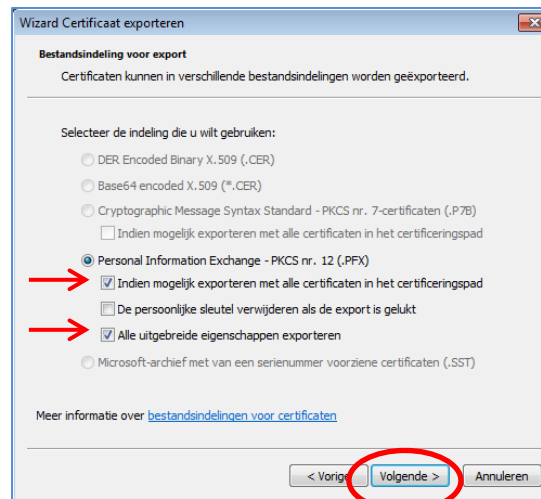 Wizard Certificaat exporteren
Bestandsindeling voor export
Certificaten kunnen in verschillende bestandsindelingen worden geëxporteerd.
Selecteer de indeling die u wilt gebruiken:
DER Encoded Binary X.509 (.CER)
Base64 encoded X.509 (*.CER)
Cryptographic Message Syntax Standard - PKCS nr. 7-certificaten (.P7B)
Indien mogelijk exporteren met alle certificaten in het certificeringspad
Personal Information Exchange - PKCS nr. 12 (.PFX)
Indien mogelijk exporteren met alle certificaten in het certificeringspad
De persoonlijke sleutel verwijderen als de export is gelukt
Alle uitgebreide eigenschappen exporteren
Microsoft-archief met van een serienummer voorziene certificaten (.SST)
Meer informatie over bestandsindelingen voor certificaten
< Vorige Volgende > Annuleren